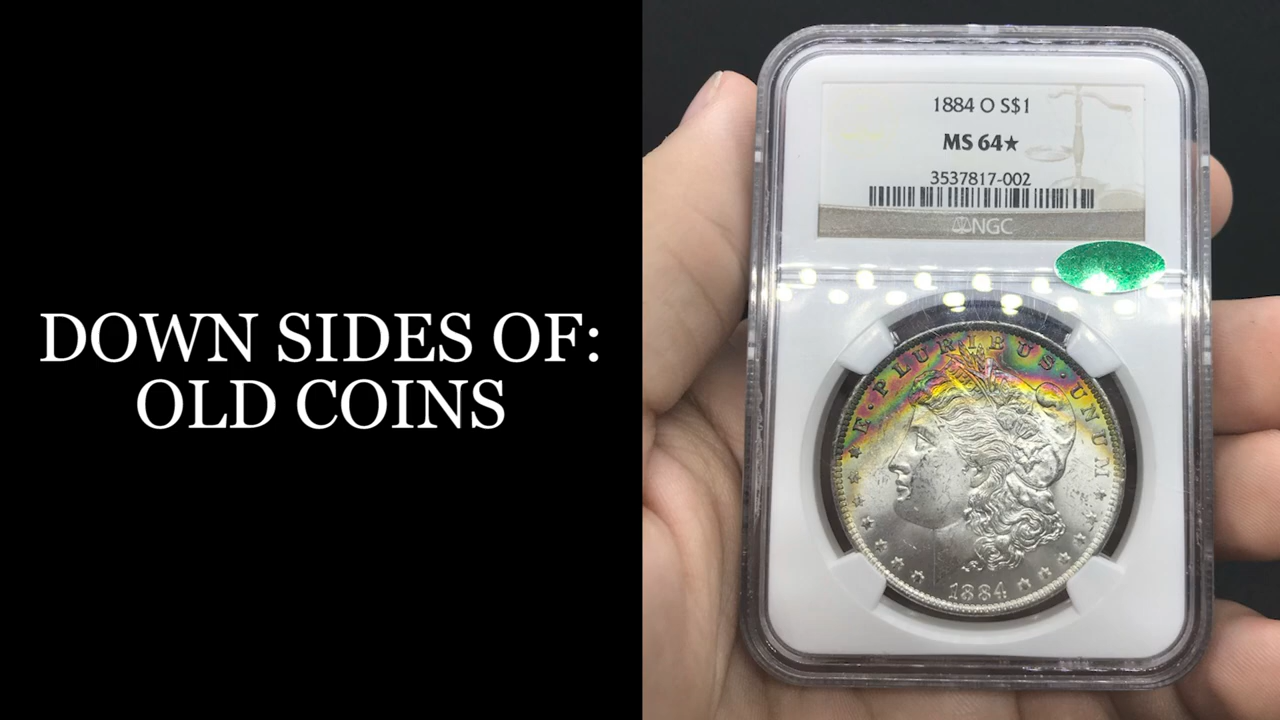 DOWN SIDES OF:
OLD COINS
1884 O S$1
MS 64★
3537817-002
NGC
E·PLURIBUS·UNUM
1884